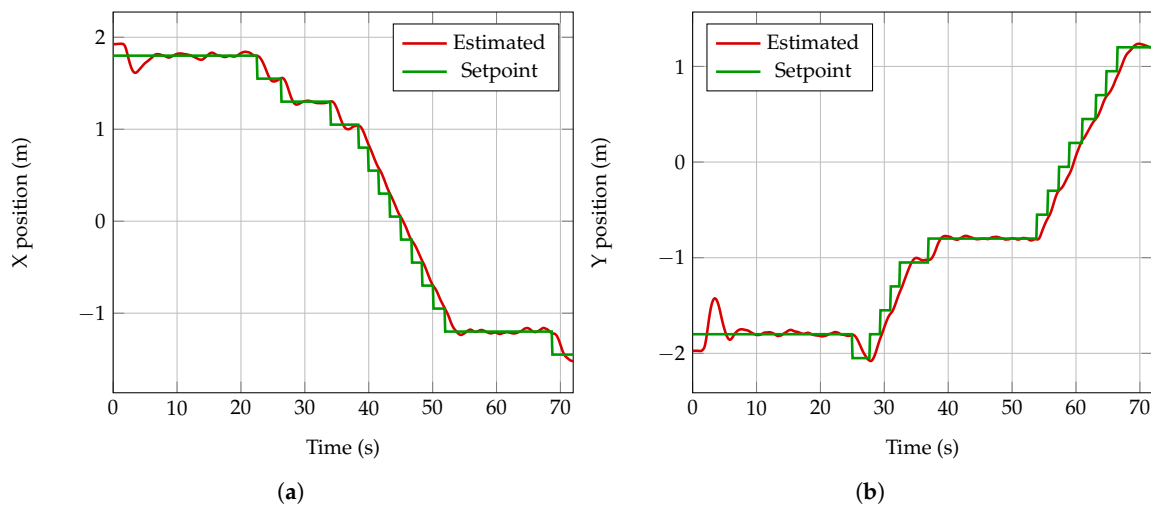 Estimated
Setpoint
2
1
0
−1
X position (m)
0 10 20 30 40 50 60 70
Time (s)
(a)
Estimated
Setpoint
1
0
−1
−2
Y position (m)
0 10 20 30 40 50 60 70
Time (s)
(b)